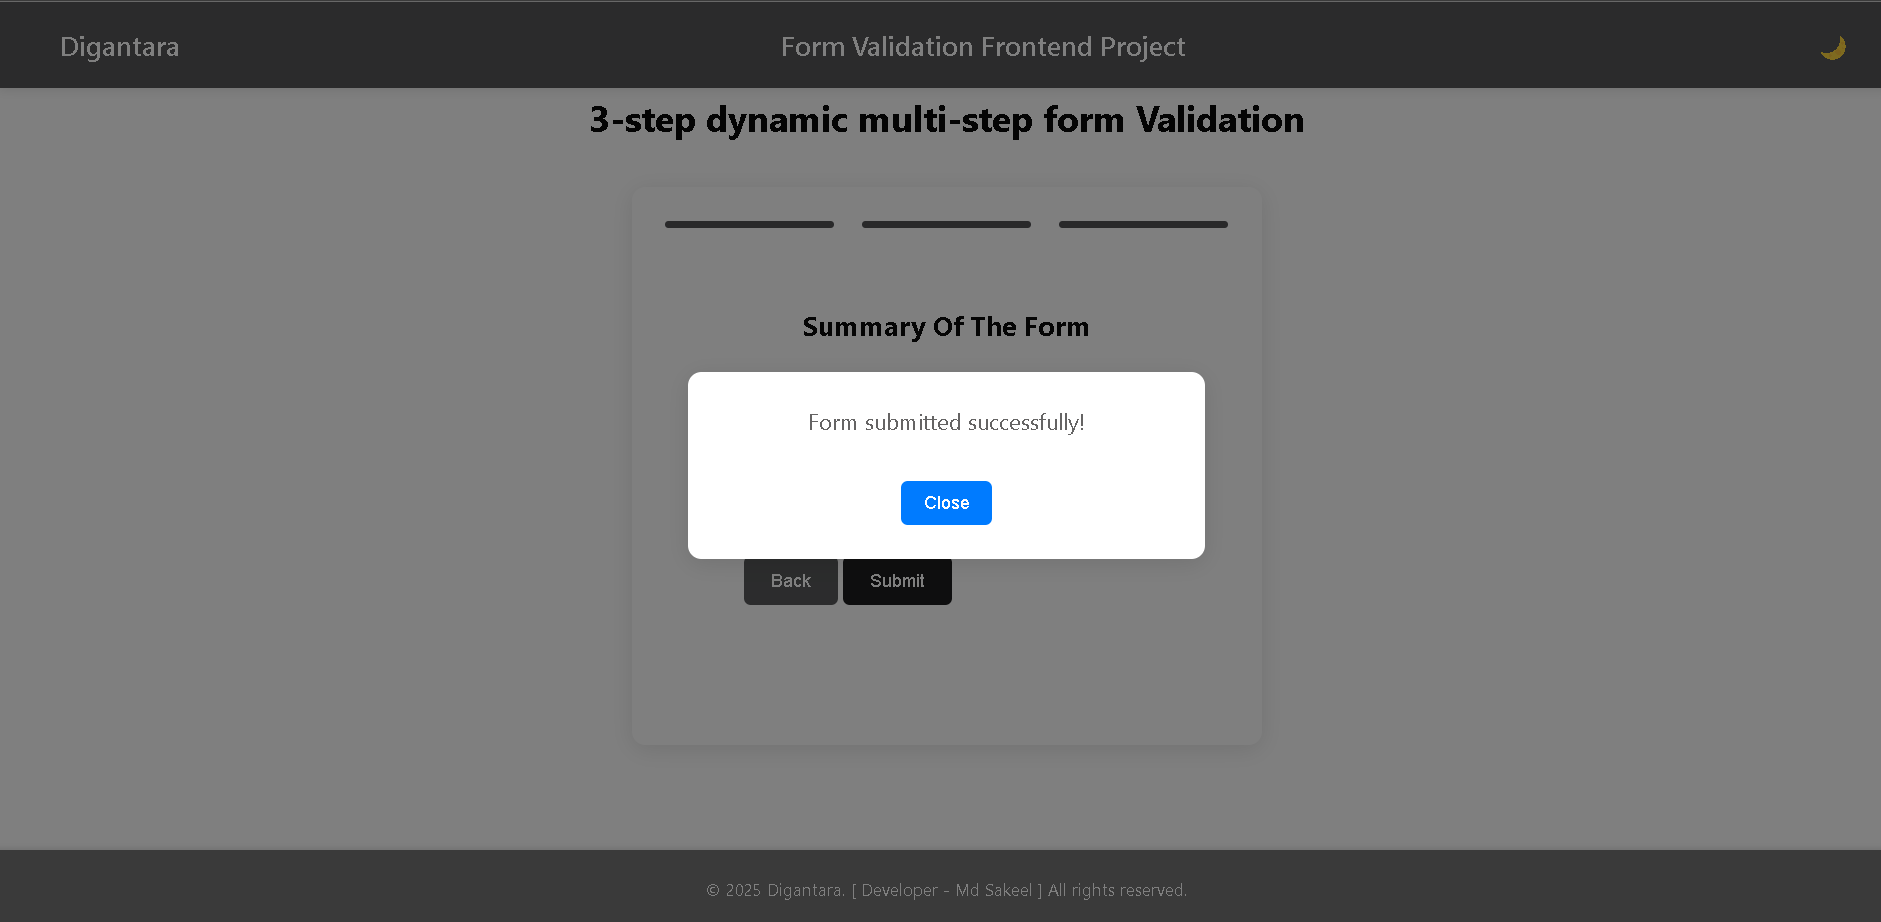 Digantara
Form Validation Frontend Project
3-step dynamic multi-step form Validation
Summary Of The Form
Form submitted successfully!
Close
Back
Submit
© 2025 Digantara. [ Developer - Md Sakeel ] All rights reserved.